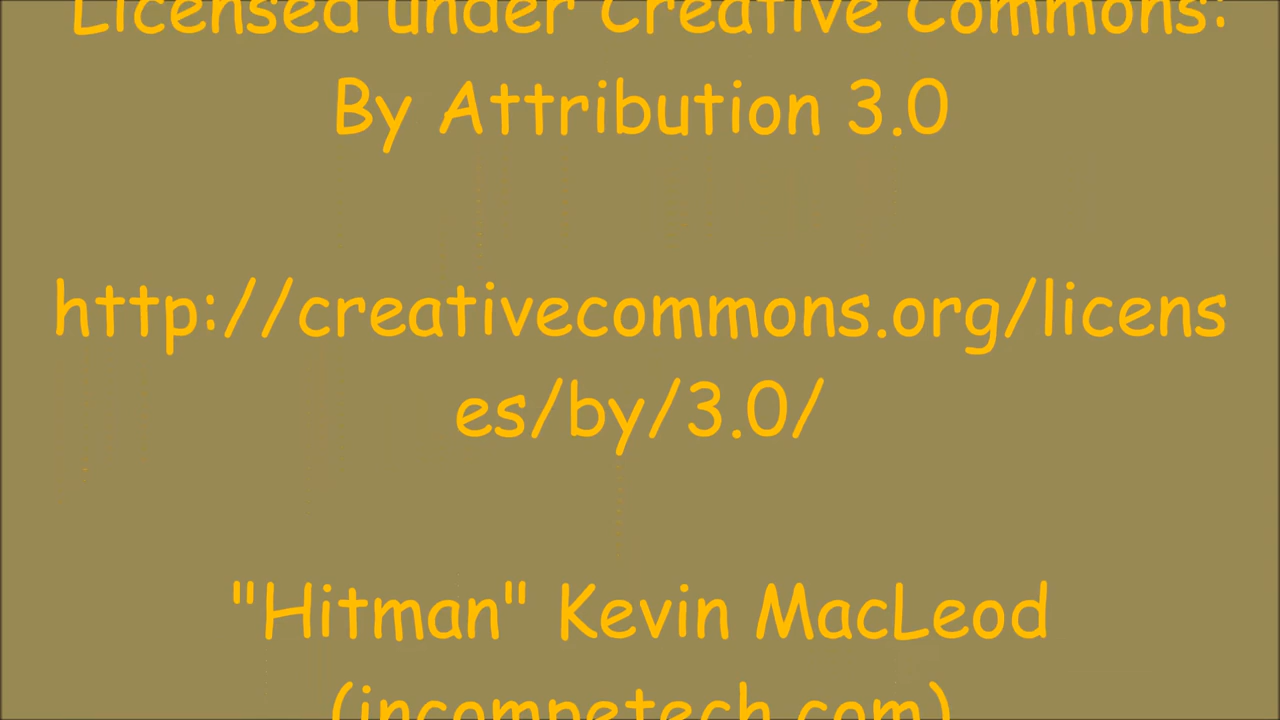 Licensed under Creative Commons:
By Attribution 3.0
http://creativecommons.org/licens
es/by/3.0/
"Hitman" Kevin MacLeod
(incompetech.com)